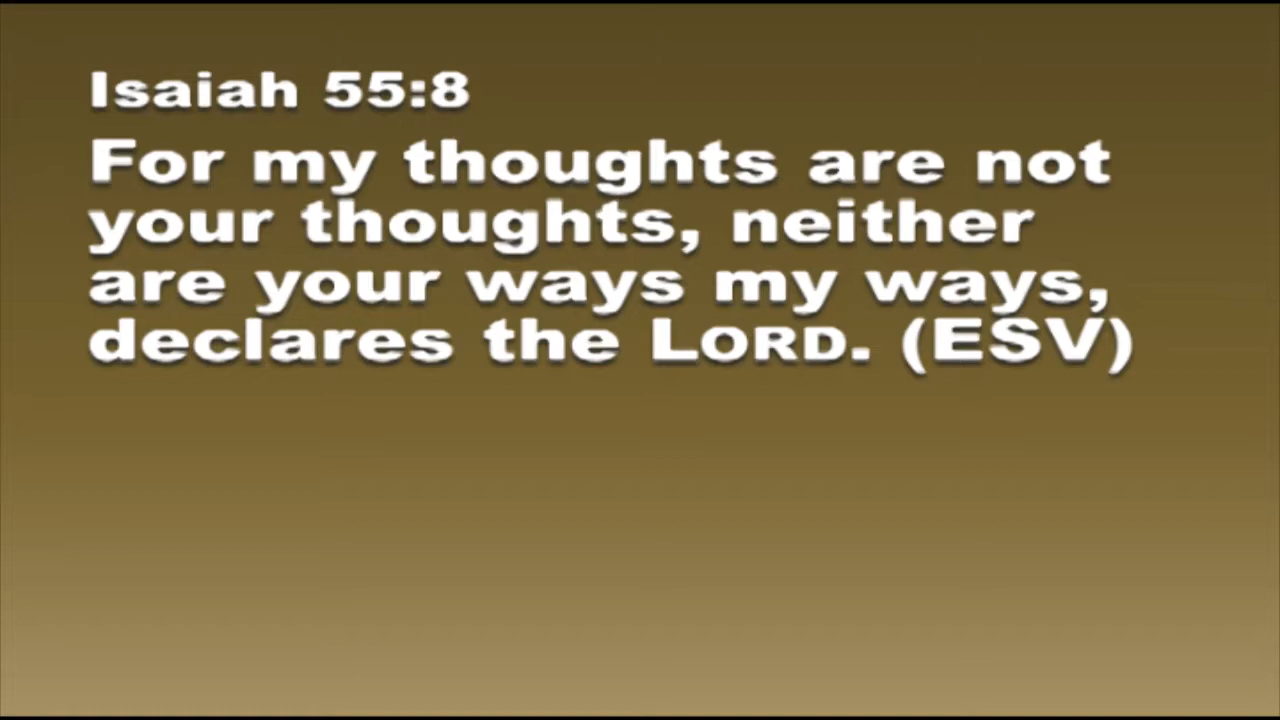 Isaiah 55:8
For my thoughts are not
your thoughts, neither
are your ways my ways,
declares the LORD. (ESV)